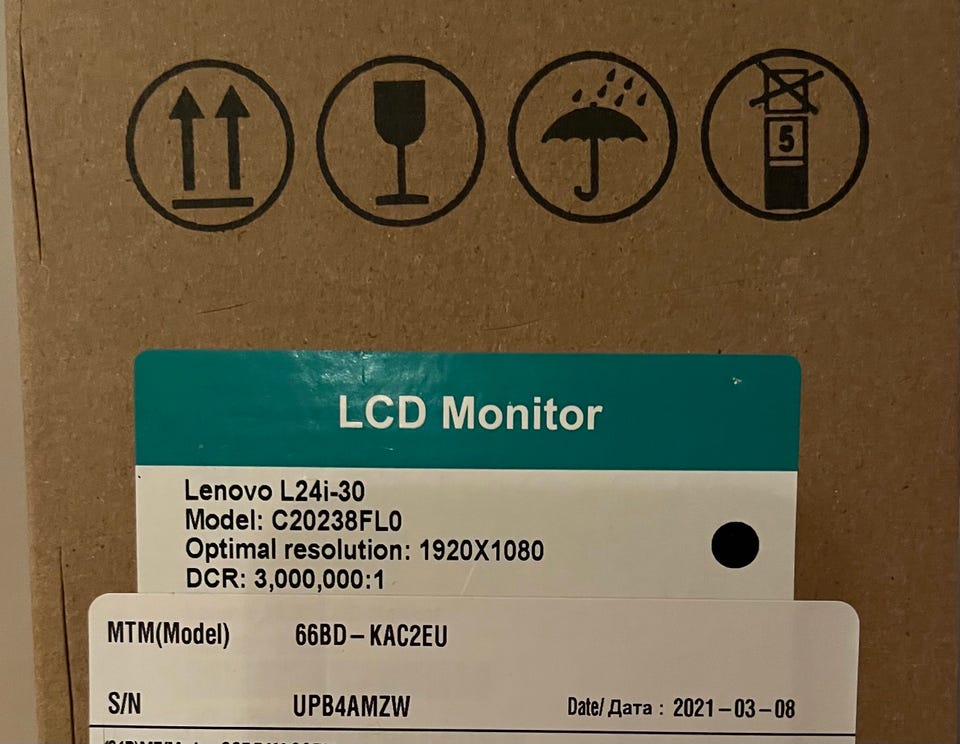 5
LCD Monitor
Lenovo L24i-30
Model: C20238FL0
Optimal resolution: 1920X1080
DCR: 3,000,000:1
MTM(Model) 66BD-KAC2EU
S/N UPB4AMZW Date/Дата : 2021-03-08